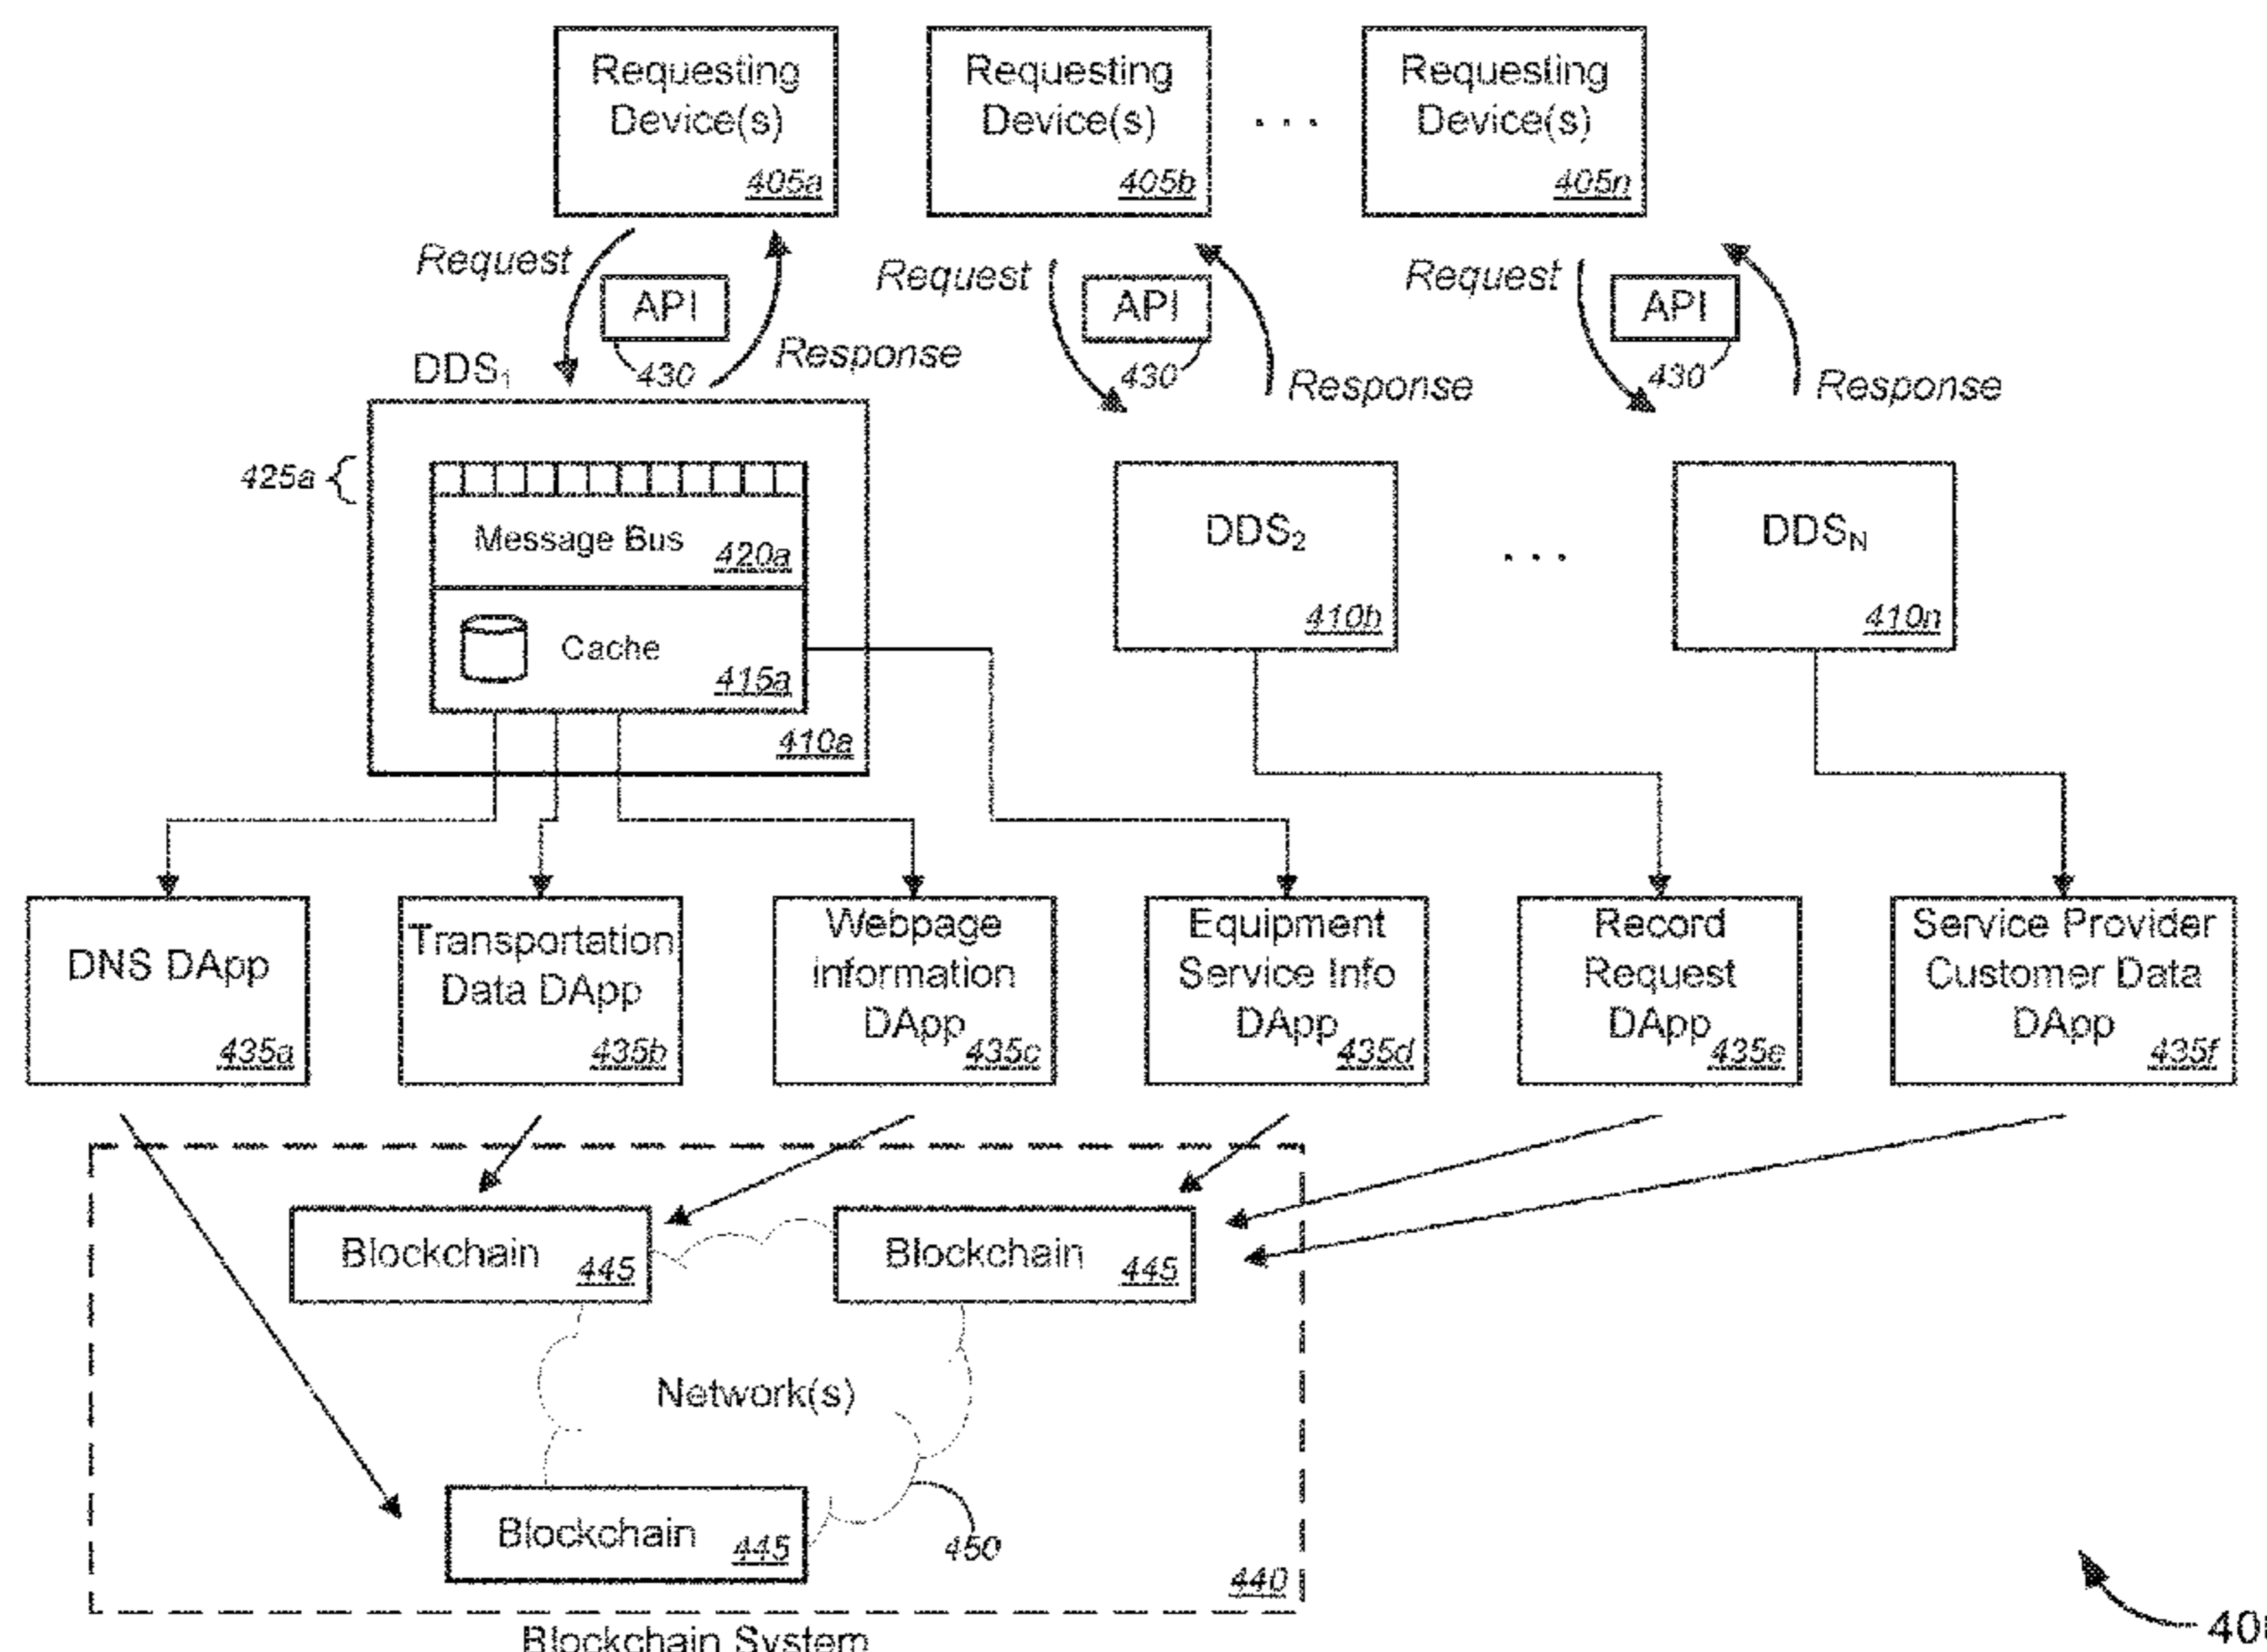 Requesting
Device(s)
405a
Requesting
Device(s)
405b
. . .
Requesting
Device(s)
405n
Request
API
430
Response
Request
API
430
Response
Request
API
430
Response
DDS1
425a
Message Bus
420a
Cache
415a
410a
DDS2
410b
. . .
DDSN
410n
DNS DApp
435a
Transportation
Data DApp
435b
Webpage
Information
DApp
435c
Equipment
Service Info
DApp
435d
Record
Request
DApp
435e
Service Provider
Customer Data
DApp
435f
Blockchain
445
Blockchain
445
Network(s)
Blockchain
445
450
440
Blockchain System